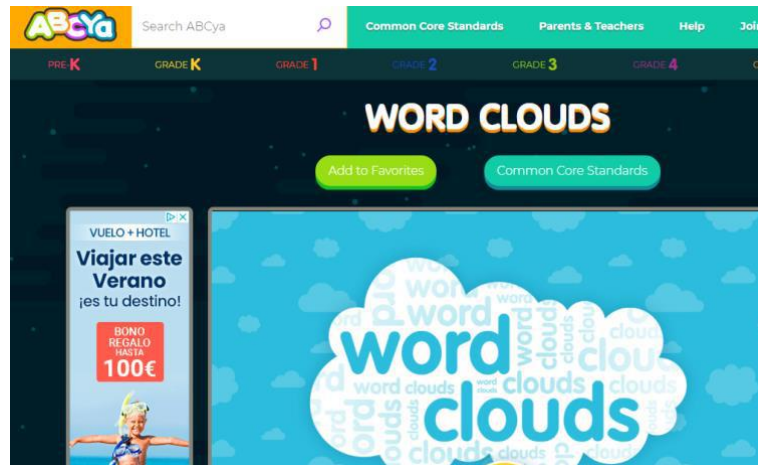 ABCYa
Search ABCya
Common Core Standards
Parents & Teachers
Help
PRE-K
GRADE K
GRADE 1
GRADE 2
GRADE 3
GRADE 4
WORD CLOUDS
Add to Favorites
Common Core Standards
VUELO + HOTEL
Viajar este
Verano
¡es tu destino!
BONO
REGALO
HASTA
100€
word
clouds
word clouds
word
clouds
clouds
clouds
clouds